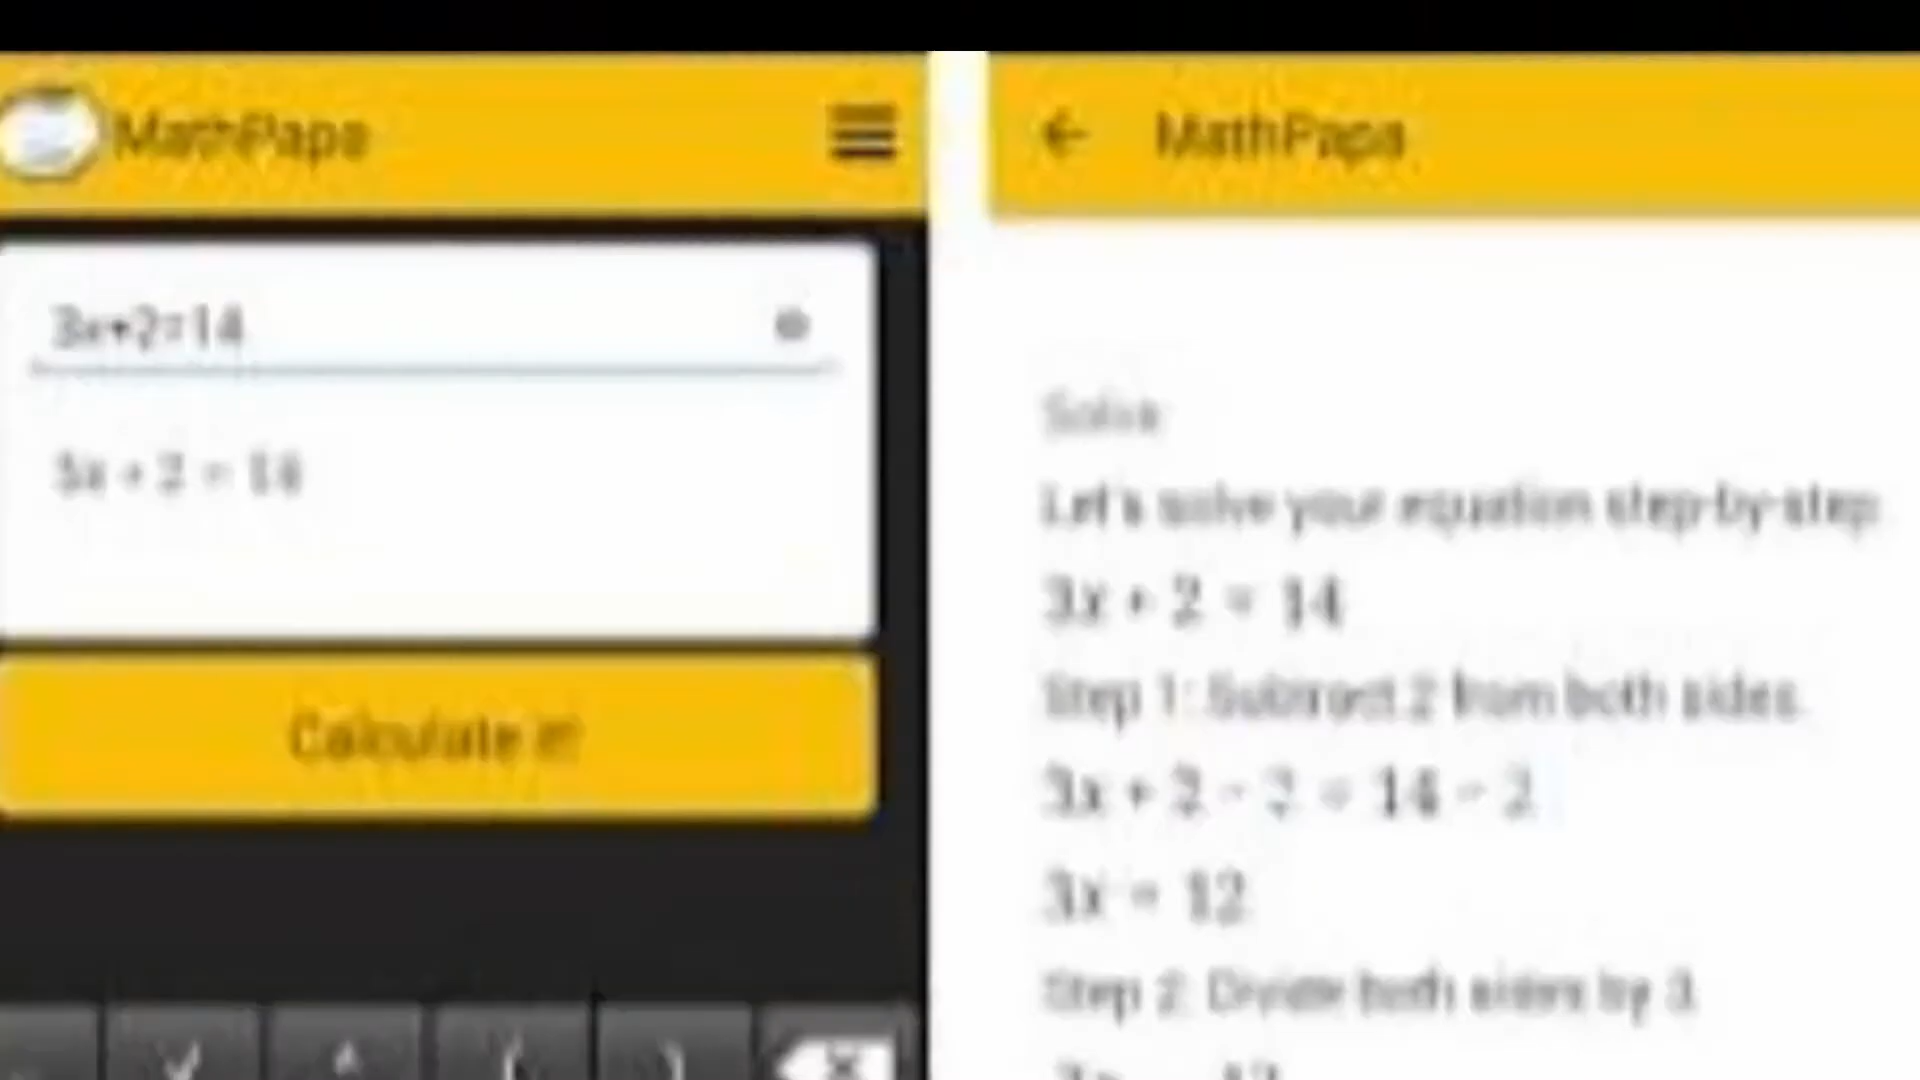 MathPapa
3x+2=14
3x + 2 = 14
Calculate it!
√ ^ ( )
MathPapa
Solve
Let's solve your equation step-by-step.
3x + 2 = 14
Step 1: Subtract 2 from both sides.
3x + 2 - 2 = 14 - 2
3x = 12
Step 2: Divide both sides by 3.